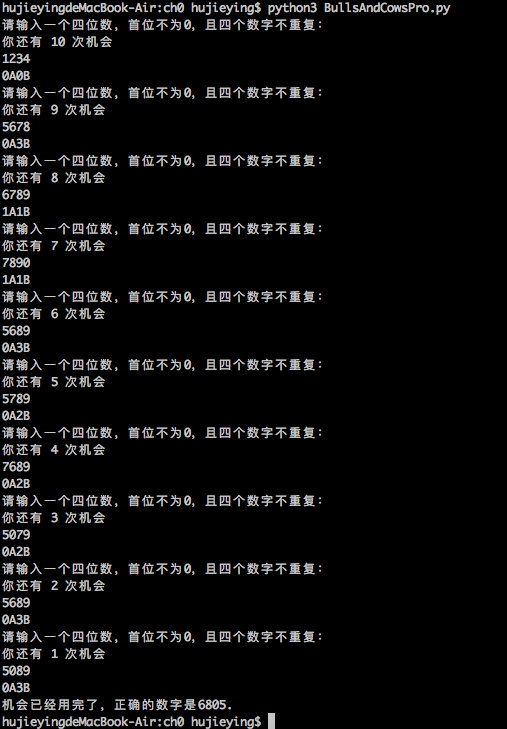 hujieyingdeMacBook-Air:ch0 hujieying$ python3 BullsAndCowsPro.py
请输入一个四位数，首位不为0，且四个数字不重复：
你还有 10 次机会
1234
0A0B
请输入一个四位数，首位不为0，且四个数字不重复：
你还有 9 次机会
5678
0A3B
请输入一个四位数，首位不为0，且四个数字不重复：
你还有 8 次机会
6789
1A1B
请输入一个四位数，首位不为0，且四个数字不重复：
你还有 7 次机会
7890
1A1B
请输入一个四位数，首位不为0，且四个数字不重复：
你还有 6 次机会
5689
0A3B
请输入一个四位数，首位不为0，且四个数字不重复：
你还有 5 次机会
5789
0A2B
请输入一个四位数，首位不为0，且四个数字不重复：
你还有 4 次机会
7689
0A2B
请输入一个四位数，首位不为0，且四个数字不重复：
你还有 3 次机会
5079
0A2B
请输入一个四位数，首位不为0，且四个数字不重复：
你还有 2 次机会
5689
0A3B
请输入一个四位数，首位不为0，且四个数字不重复：
你还有 1 次机会
5089
0A3B
机会已经用完了，正确的数字是6805.
hujieyingdeMacBook-Air:ch0 hujieying$